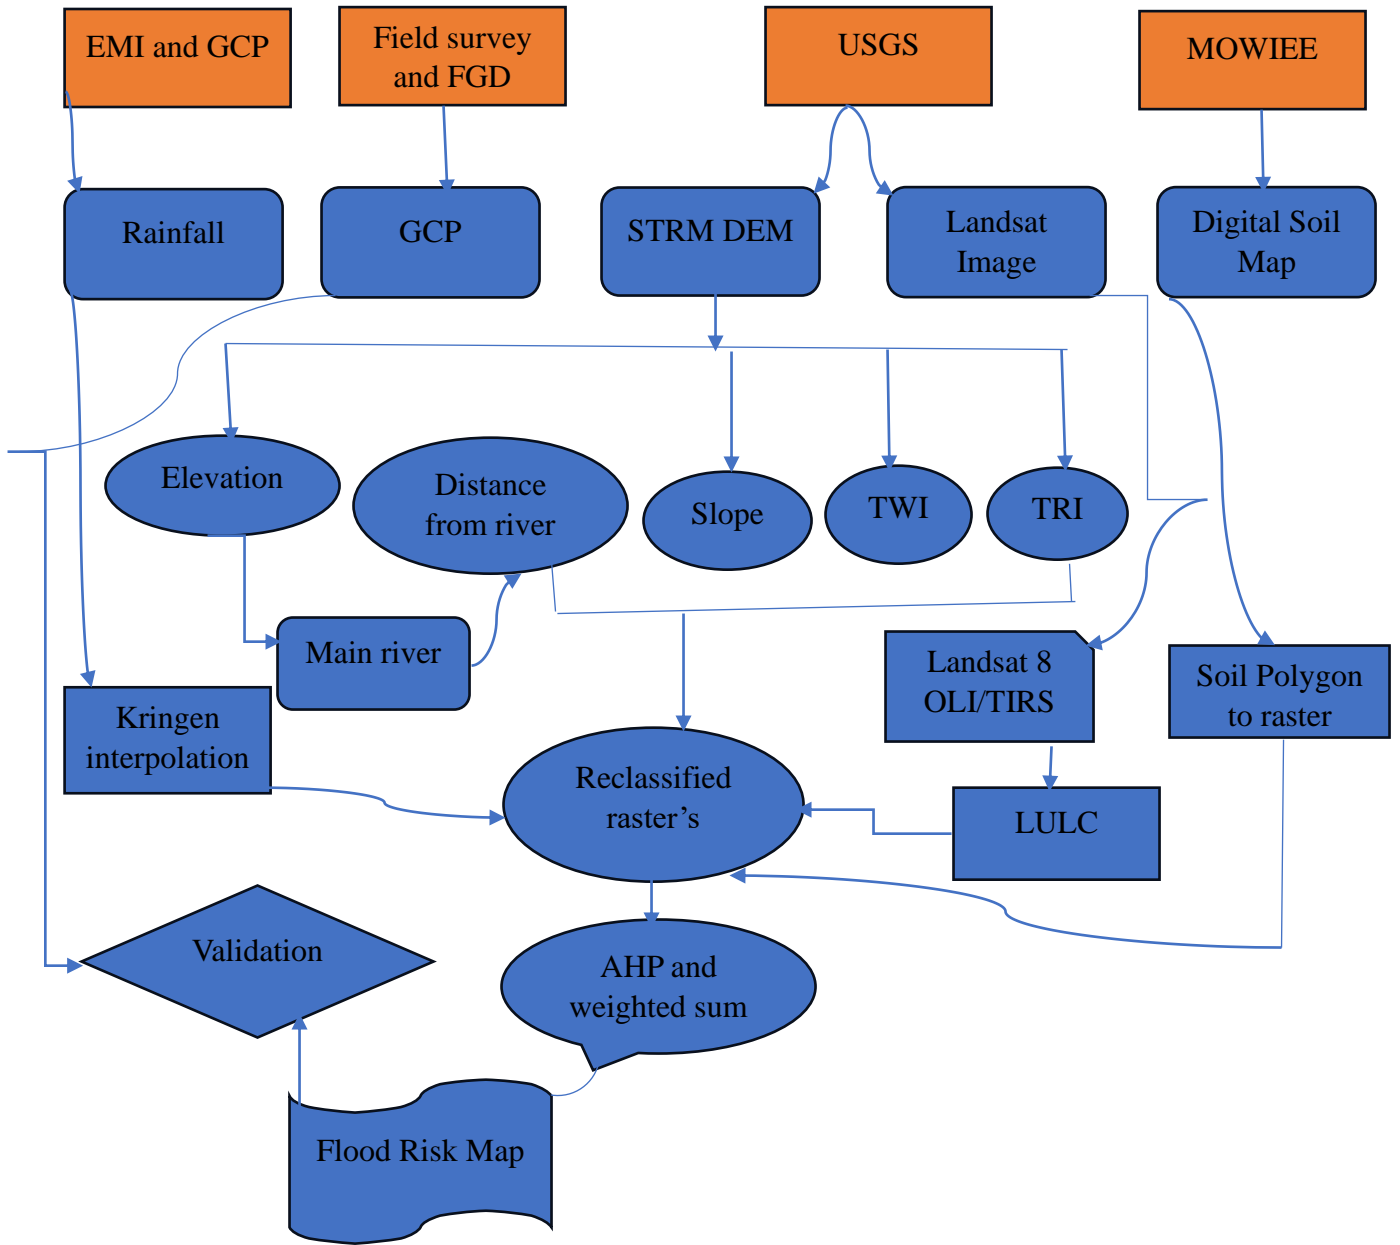 EMI and GCP
Field survey
and FGD
USGS
MOWIEE
Rainfall
GCP
STRM DEM
Landsat
Image
Digital Soil
Map
Elevation
Distance
from river
Slope
TWI
TRI
Main river
Landsat 8
OLI/TIRS
Soil Polygon
to raster
Kringen
interpolation
Reclassified
raster’s
LULC
Validation
AHP and
weighted sum
Flood Risk Map